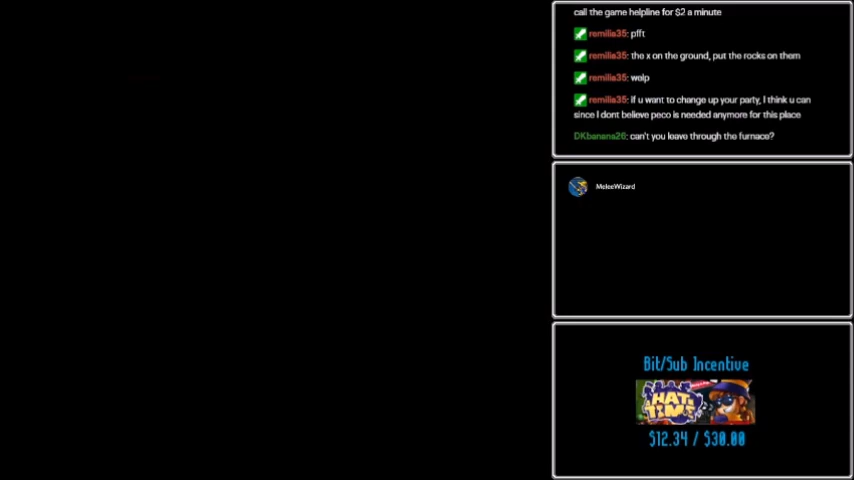 call the game helpline for $2 a minute
remilia35: pfft
remilia35: the x on the ground, put the rocks on them
remilia35: welp
remilia35: if u want to change up your party, I think u can
since I dont believe peco is needed anymore for this place
DKbanana26: can't you leave through the furnace?
MeleeWizard
Bit/Sub Incentive
HAT
TIME
$12.34 / $30.00